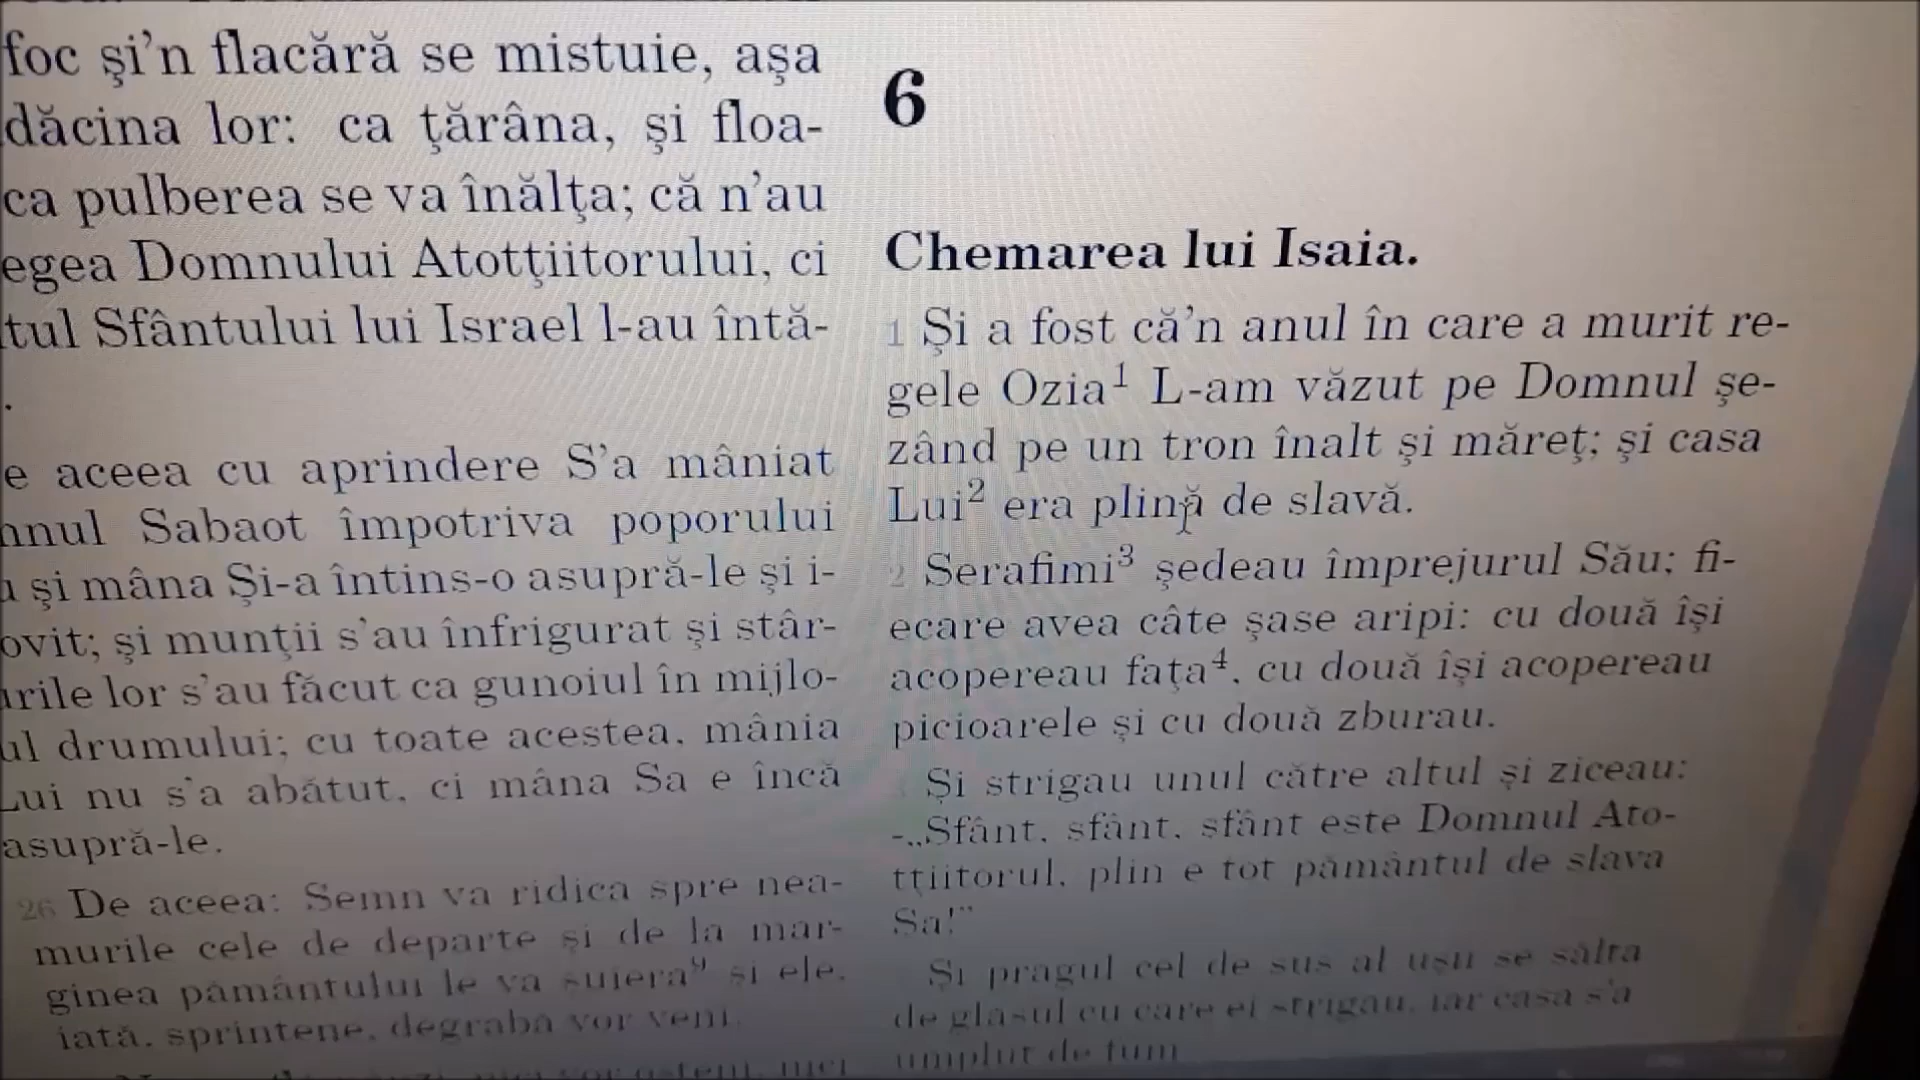 foc şi’n flacără se mistuie, aşa
dăcina lor: ca ţărâna, şi floa-
ca pulberea se va înălţa; că n’au
egea Domnului Atotţiitorului, ci
tul Sfântului lui Israel l-au întă-
.
e aceea cu aprindere S’a mâniat
nul Sabaot împotriva poporului
şi mâna Şi-a întins-o asupră-le şi i-
ovit; şi munţii s’au înfrigurat şi stâr-
rile lor s’au făcut ca gunoiul în mijlo-
ul drumului; cu toate acestea, mânia
Lui nu s’a abătut, ci mâna Sa e încă
asupră-le.
26 De aceea: Semn va ridica spre nea-
murile cele de departe şi de la mar-
ginea pământului le va şuiera⁹ şi ele,
iată, sprintene, degrabă vor veni.
6
Chemarea lui Isaia.
1 Şi a fost că’n anul în care a murit re-
gele Ozia¹ L-am văzut pe Domnul şe-
zând pe un tron înalt şi măreţ; şi casa
Lui² era plină de slavă.
2 Serafimi³ şedeau împrejurul Său; fi-
ecare avea câte şase aripi: cu două îşi
acopereau faţa⁴, cu două îşi acopereau
picioarele şi cu două zburau.
Şi strigau unul către altul şi ziceau:
-„Sfânt, sfânt, sfânt este Domnul Ato-
tţiitorul, plin e tot pământul de slava
Sa!”
Şi pragul cel de sus al uşii se sălta
de glasul cu care ei strigau, iar casa s’a
umplut de fum